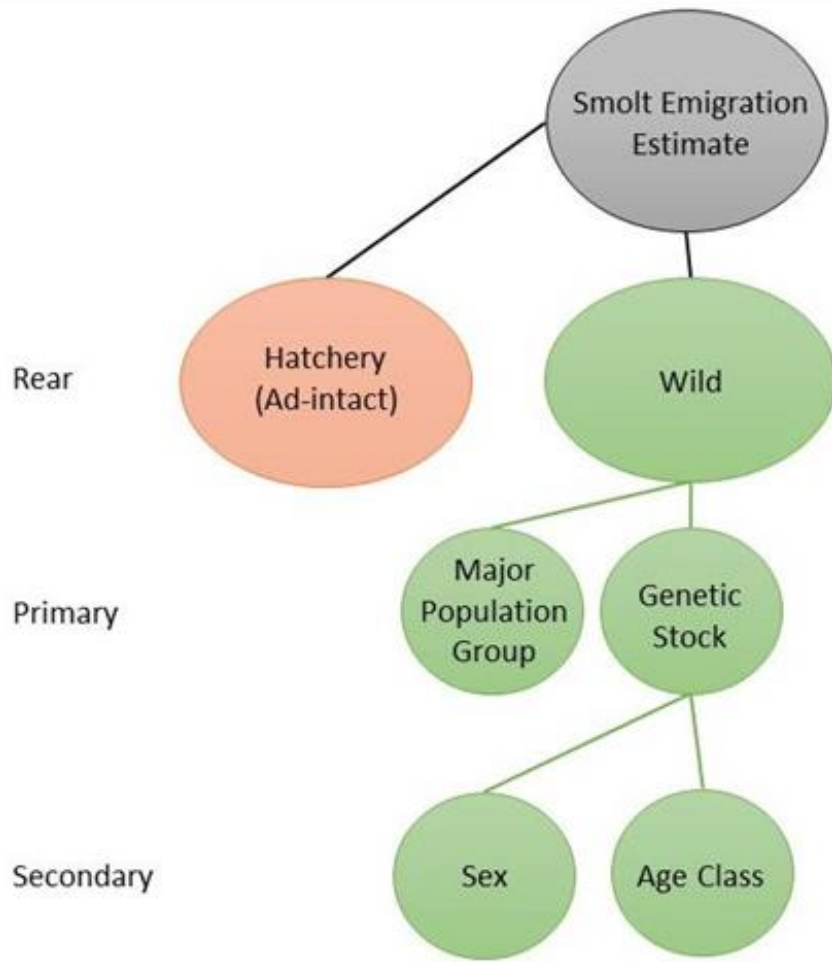 Smolt Emigration
Estimate
Rear
Hatchery
(Ad-intact)
Wild
Primary
Major
Population
Group
Genetic
Stock
Secondary
Sex
Age Class